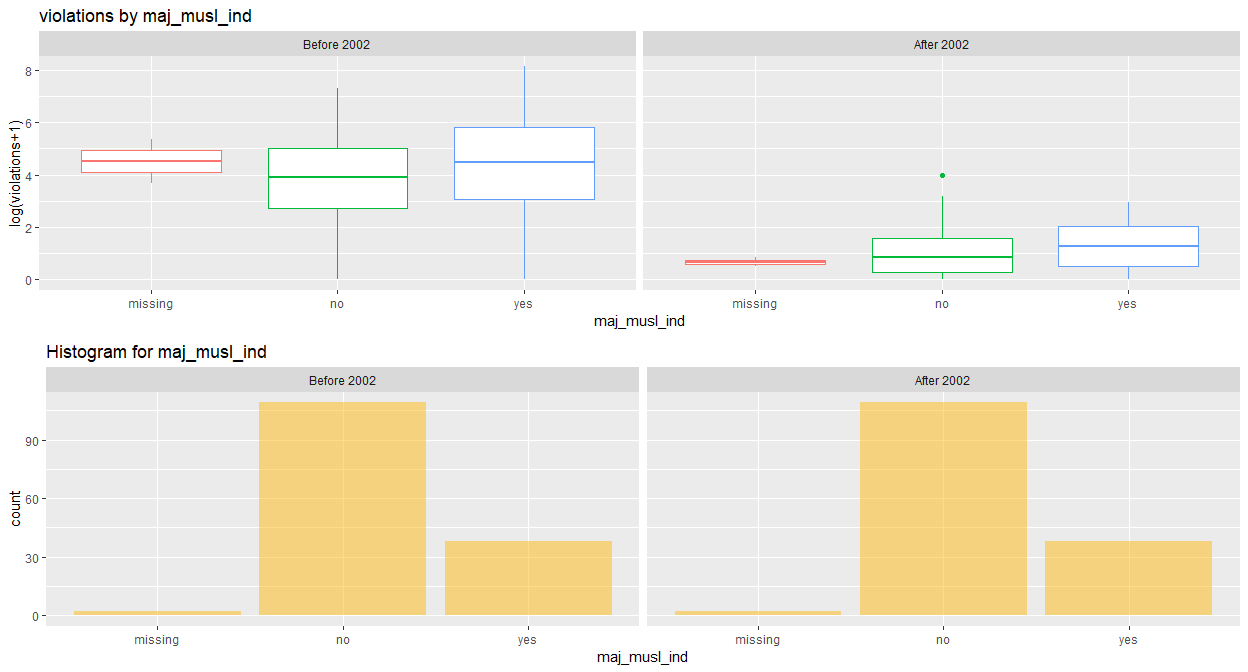 violations by maj_musl_ind
Before 2002
After 2002
log(violations+1)
8
6
4
2
0
missing
no
yes
missing
no
yes
maj_musl_ind
Histogram for maj_musl_ind
Before 2002
After 2002
count
90
60
30
0
missing
no
yes
missing
no
yes
maj_musl_ind